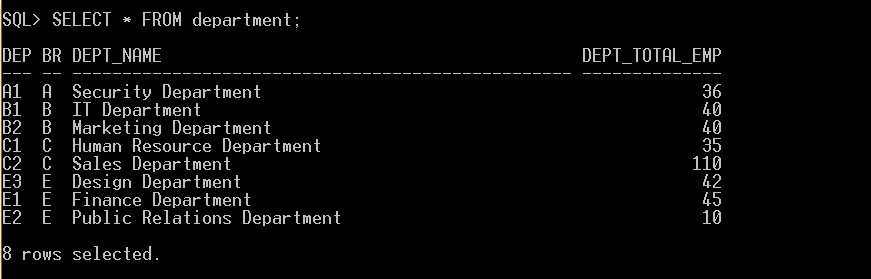 SQL> SELECT * FROM department;
DEP BR DEPT_NAME                                          DEPT_TOTAL_EMP
--- -- -------------------------------------------------- --------------
A1  A  Security Department                                            36
B1  B  IT Department                                                  40
B2  B  Marketing Department                                           40
C1  C  Human Resource Department                                      35
C2  C  Sales Department                                              110
E3  E  Design Department                                              42
E1  E  Finance Department                                             45
E2  E  Public Relations Department                                    10
8 rows selected.